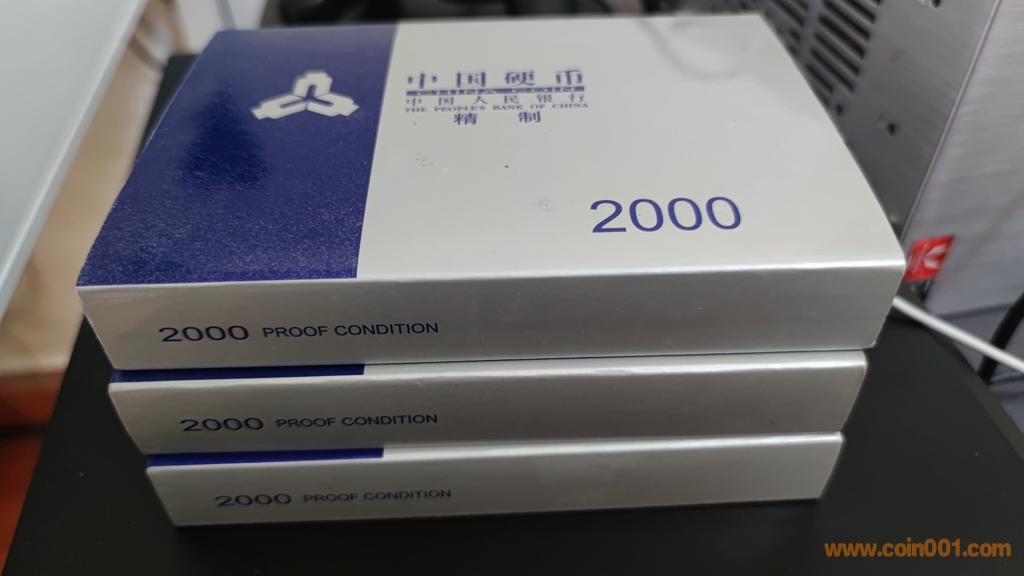 中国硬币
CHINA COIN
中国人民银行
THE PEOPLE'S BANK OF CHINA
精制
2000
2000 PROOF CONDITION
2000 PROOF CONDITION
2000 PROOF CONDITION
www.coin001.com